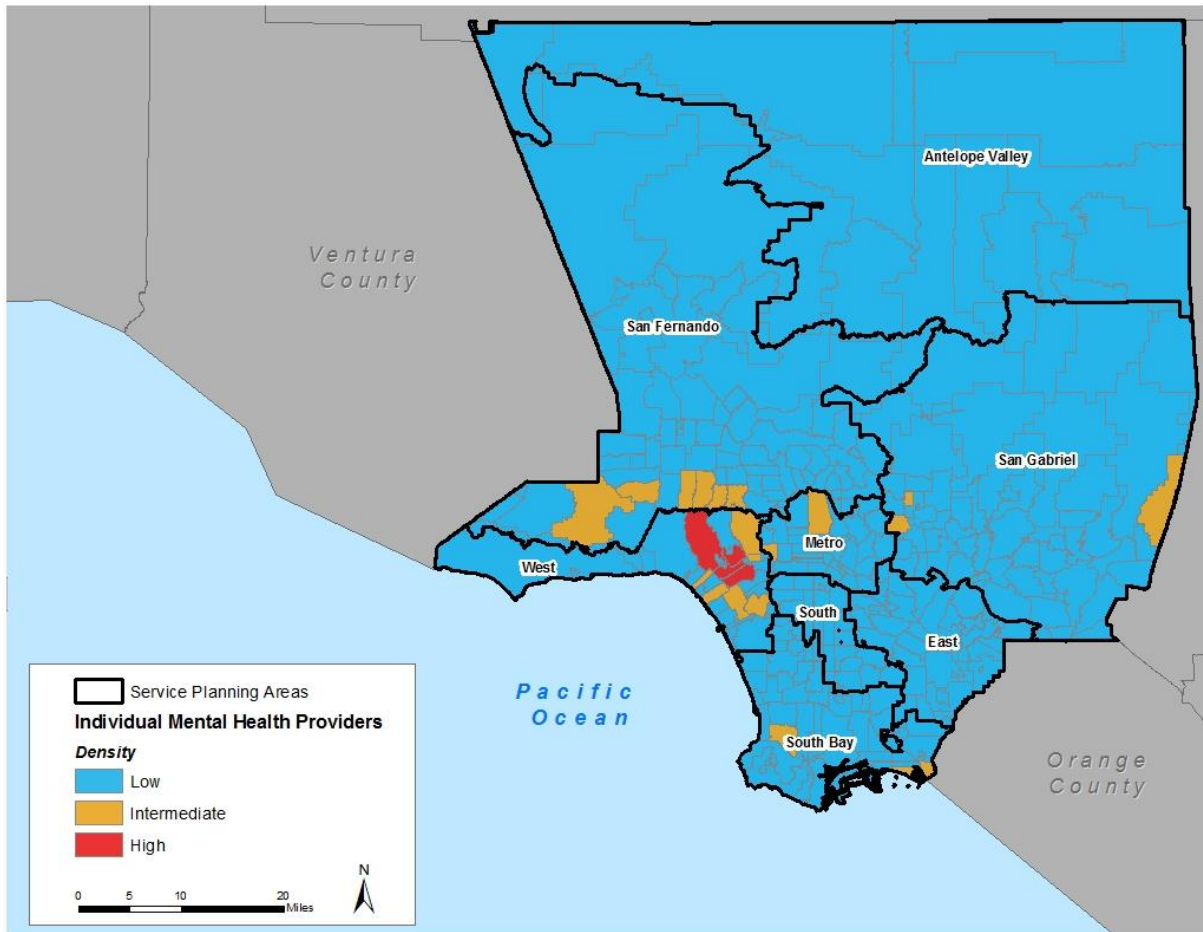 Antelope Valley
Ventura
County
San Fernando
San Gabriel
Metro
West
South
East
Pacific
Ocean
South Bay
Orange
County
Service Planning Areas
Individual Mental Health Providers
Density
Low
Intermediate
High
N
0 5 10 20
Miles